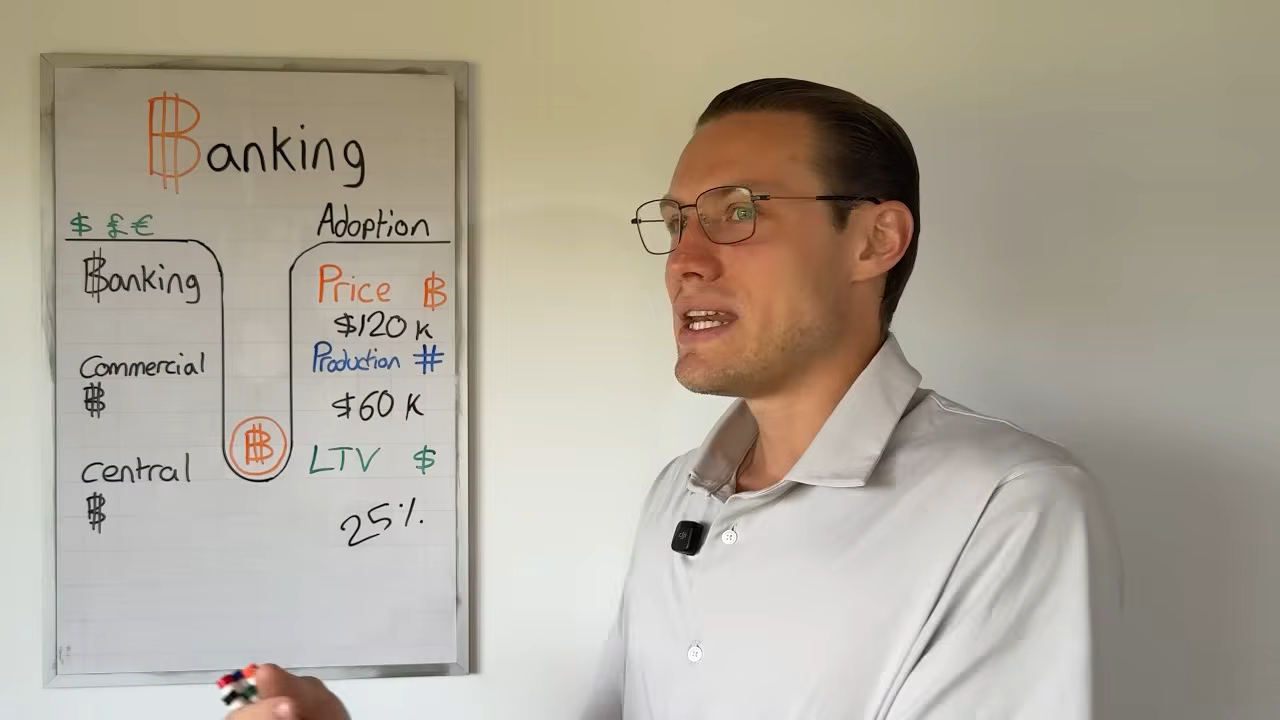 ₿anking
$ £ €
₿anking
Commercial
₿
central
₿
₿
Adoption
Price ₿
$120 K
Production #
$60 K
LTV $
25%